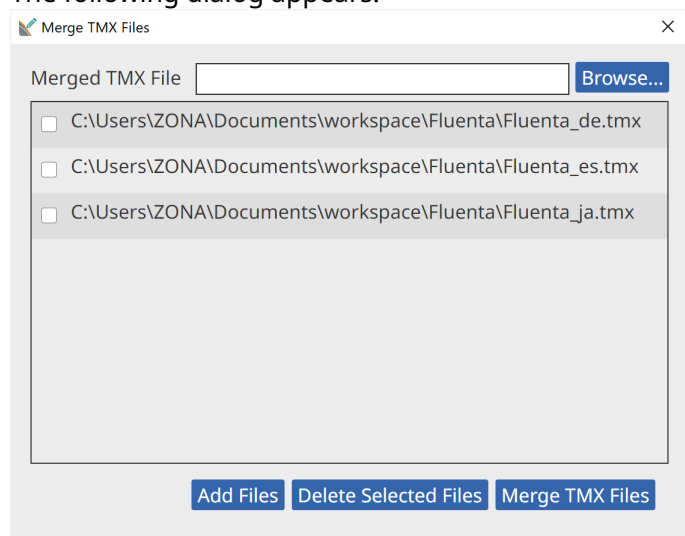 The following dialog appears:
Merge TMX Files
Merged TMX File Browse...
C:\Users\ZONA\Documents\workspace\Fluenta\Fluenta_de.tmx
C:\Users\ZONA\Documents\workspace\Fluenta\Fluenta_es.tmx
C:\Users\ZONA\Documents\workspace\Fluenta\Fluenta_ja.tmx
Add Files Delete Selected Files Merge TMX Files